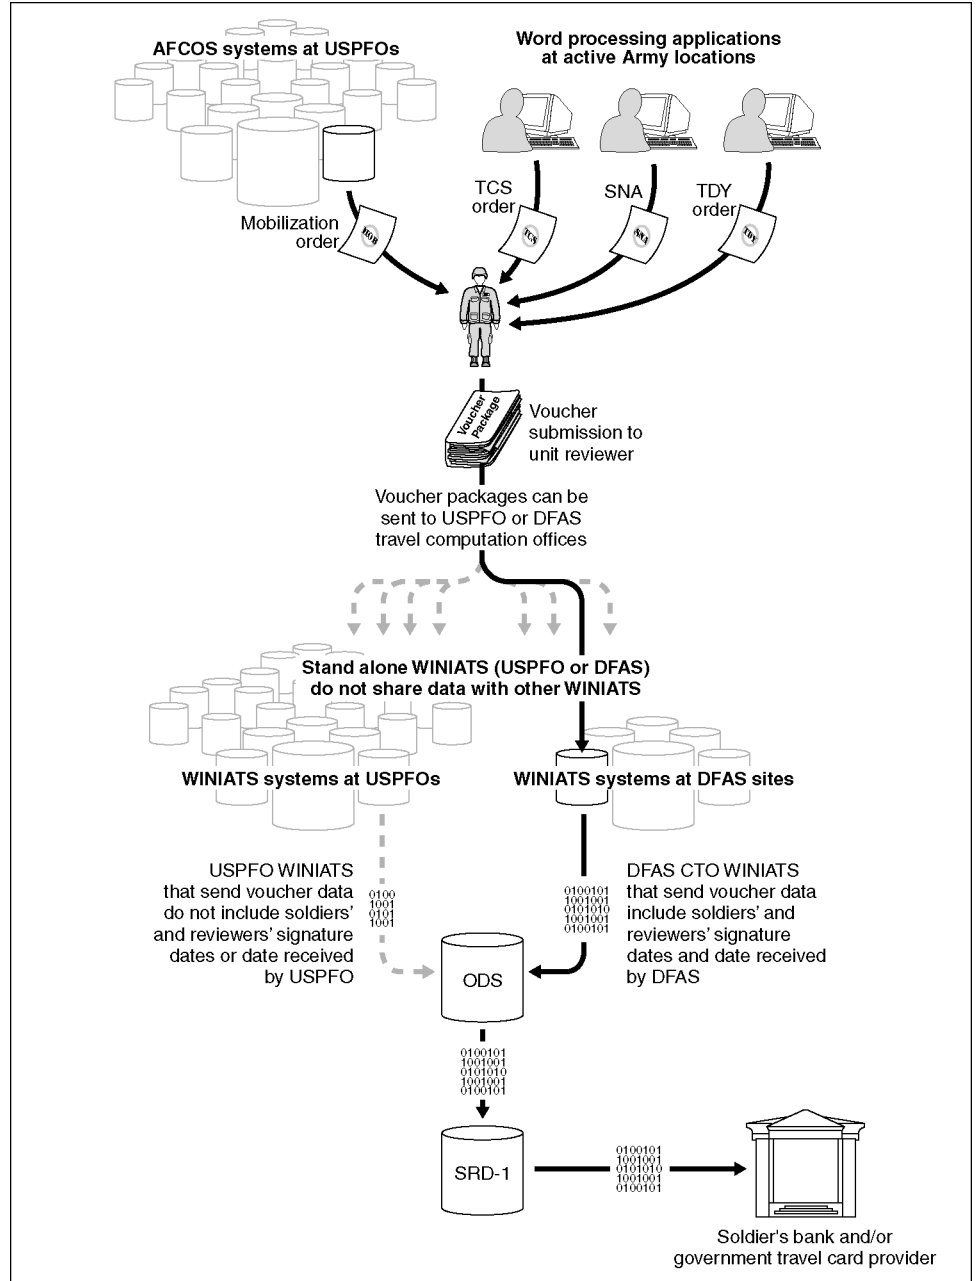 AFCOS systems at USPFOs
Word processing applications
at active Army locations
Mobilization
order
MOB
TCS
order
TCS
SNA
SNA
TDY
order
TDY
Voucher
Package
Voucher
submission to
unit reviewer
Voucher packages can be
sent to USPFO or DFAS
travel computation offices
Stand alone WINIATS (USPFO or DFAS)
do not share data with other WINIATS
WINIATS systems at USPFOs
WINIATS systems at DFAS sites
USPFO WINIATS
that send voucher data
do not include soldiers'
and reviewers' signature
dates or date received
by USPFO
0100
1001
0101
1001
0100101
1001001
0101010
1001001
0100101
DFAS CTO WINIATS
that send voucher data
include soldiers' and
reviewers' signature
dates and date received
by DFAS
ODS
0100101
1001001
0101010
1001001
0100101
SRD-1
0100101
1001001
0101010
1001001
0100101
Soldier's bank and/or
government travel card provider